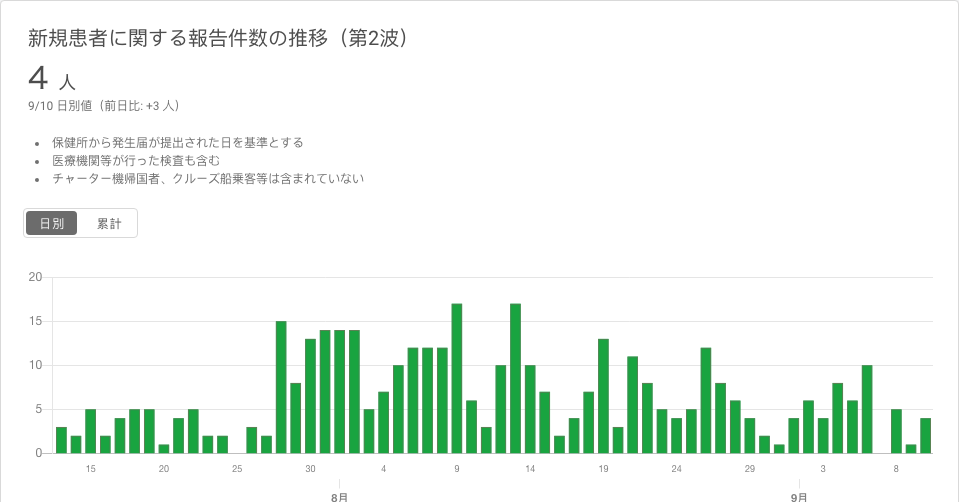 新規患者に関する報告件数の推移（第2波）
4 人
9/10 日別値（前日比: +3 人）
保健所から発生届が提出された日を基準とする
医療機関等が行った検査も含む
チャーター機帰国者、クルーズ船乗客等は含まれていない
日別 累計
20
15
10
5
0
15 20 25 30 4 9 14 19 24 29 3 8
8月 9月